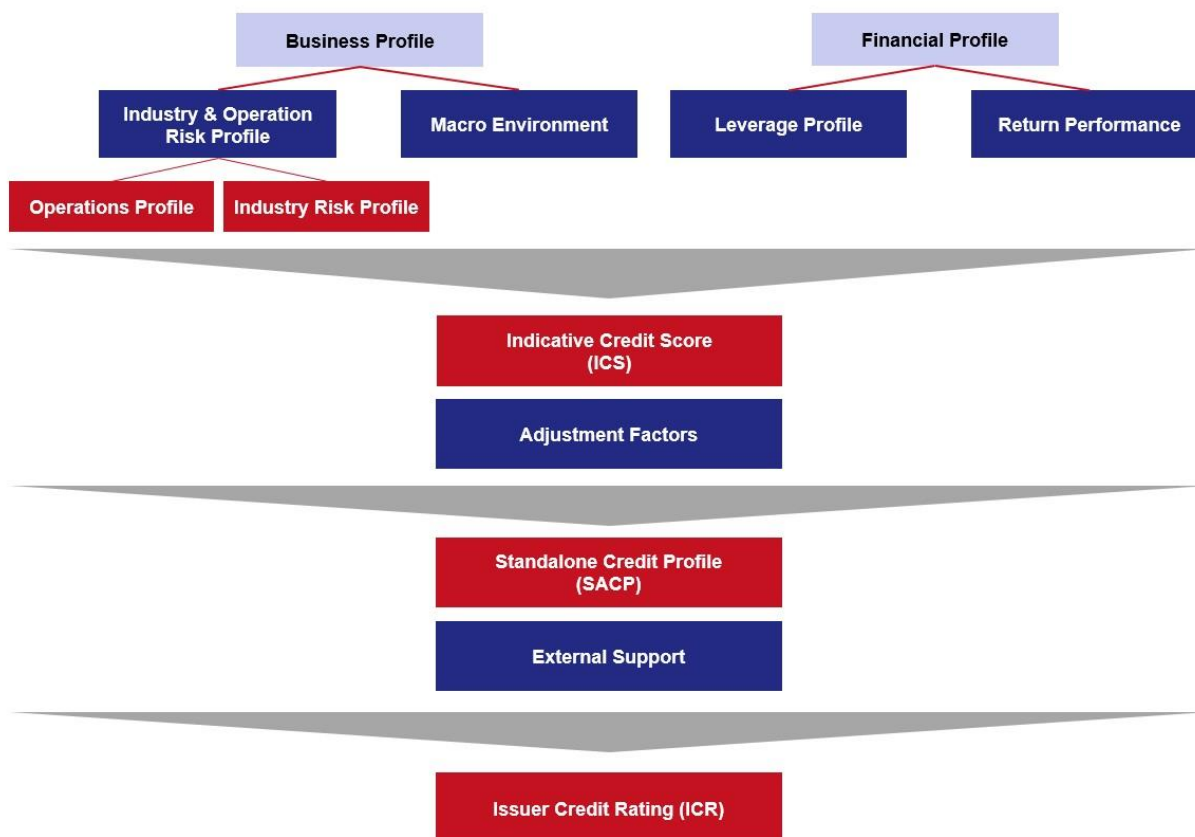 Business Profile
Financial Profile
Industry & Operation
Risk Profile
Macro Environment
Leverage Profile
Return Performance
Operations Profile
Industry Risk Profile
Indicative Credit Score
(ICS)
Adjustment Factors
Standalone Credit Profile
(SACP)
External Support
Issuer Credit Rating (ICR)